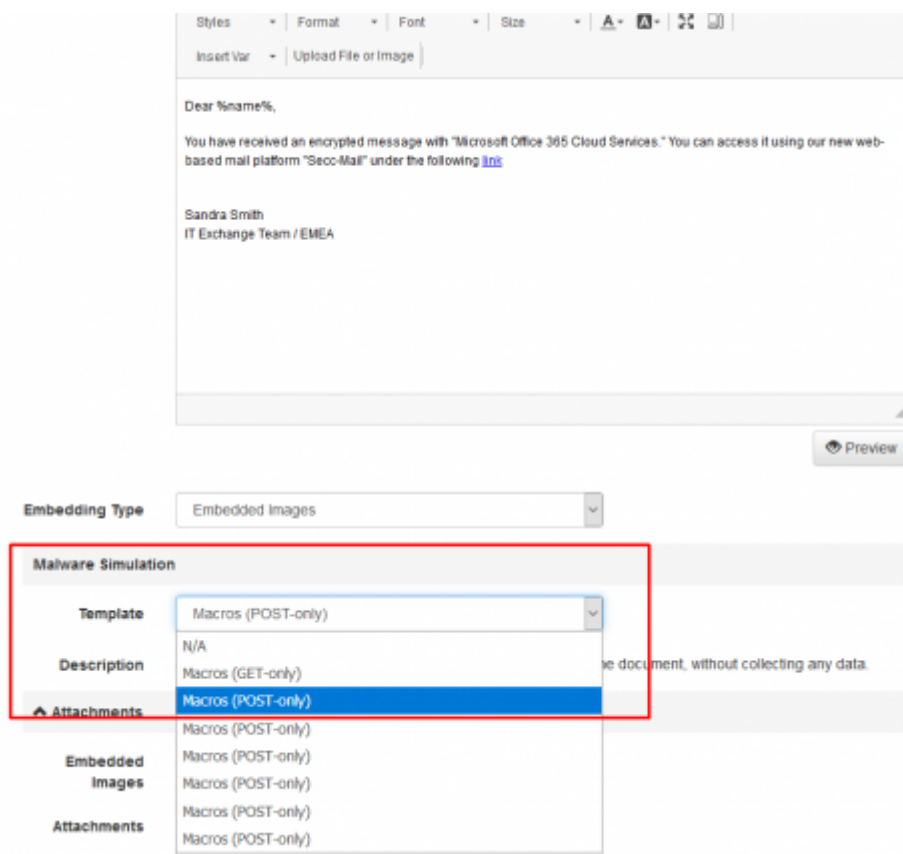 Styles Format Font Size A A
Insert Var Upload File or Image
Dear %name%,
You have received an encrypted message with "Microsoft Office 365 Cloud Services." You can access it using our new web-
based mail platform "Secc-Mail" under the following link
Sandra Smith
IT Exchange Team / EMEA
Preview
Embedding Type Embedded Images
Malware Simulation
Template Macros (POST-only)
N/A
Description document, without collecting any data.
Macros (GET-only)
Macros (POST-only)
Attachments
Macros (POST-only)
Embedded
Images
Macros (POST-only)
Macros (POST-only)
Attachments
Macros (POST-only)
Macros (POST-only)